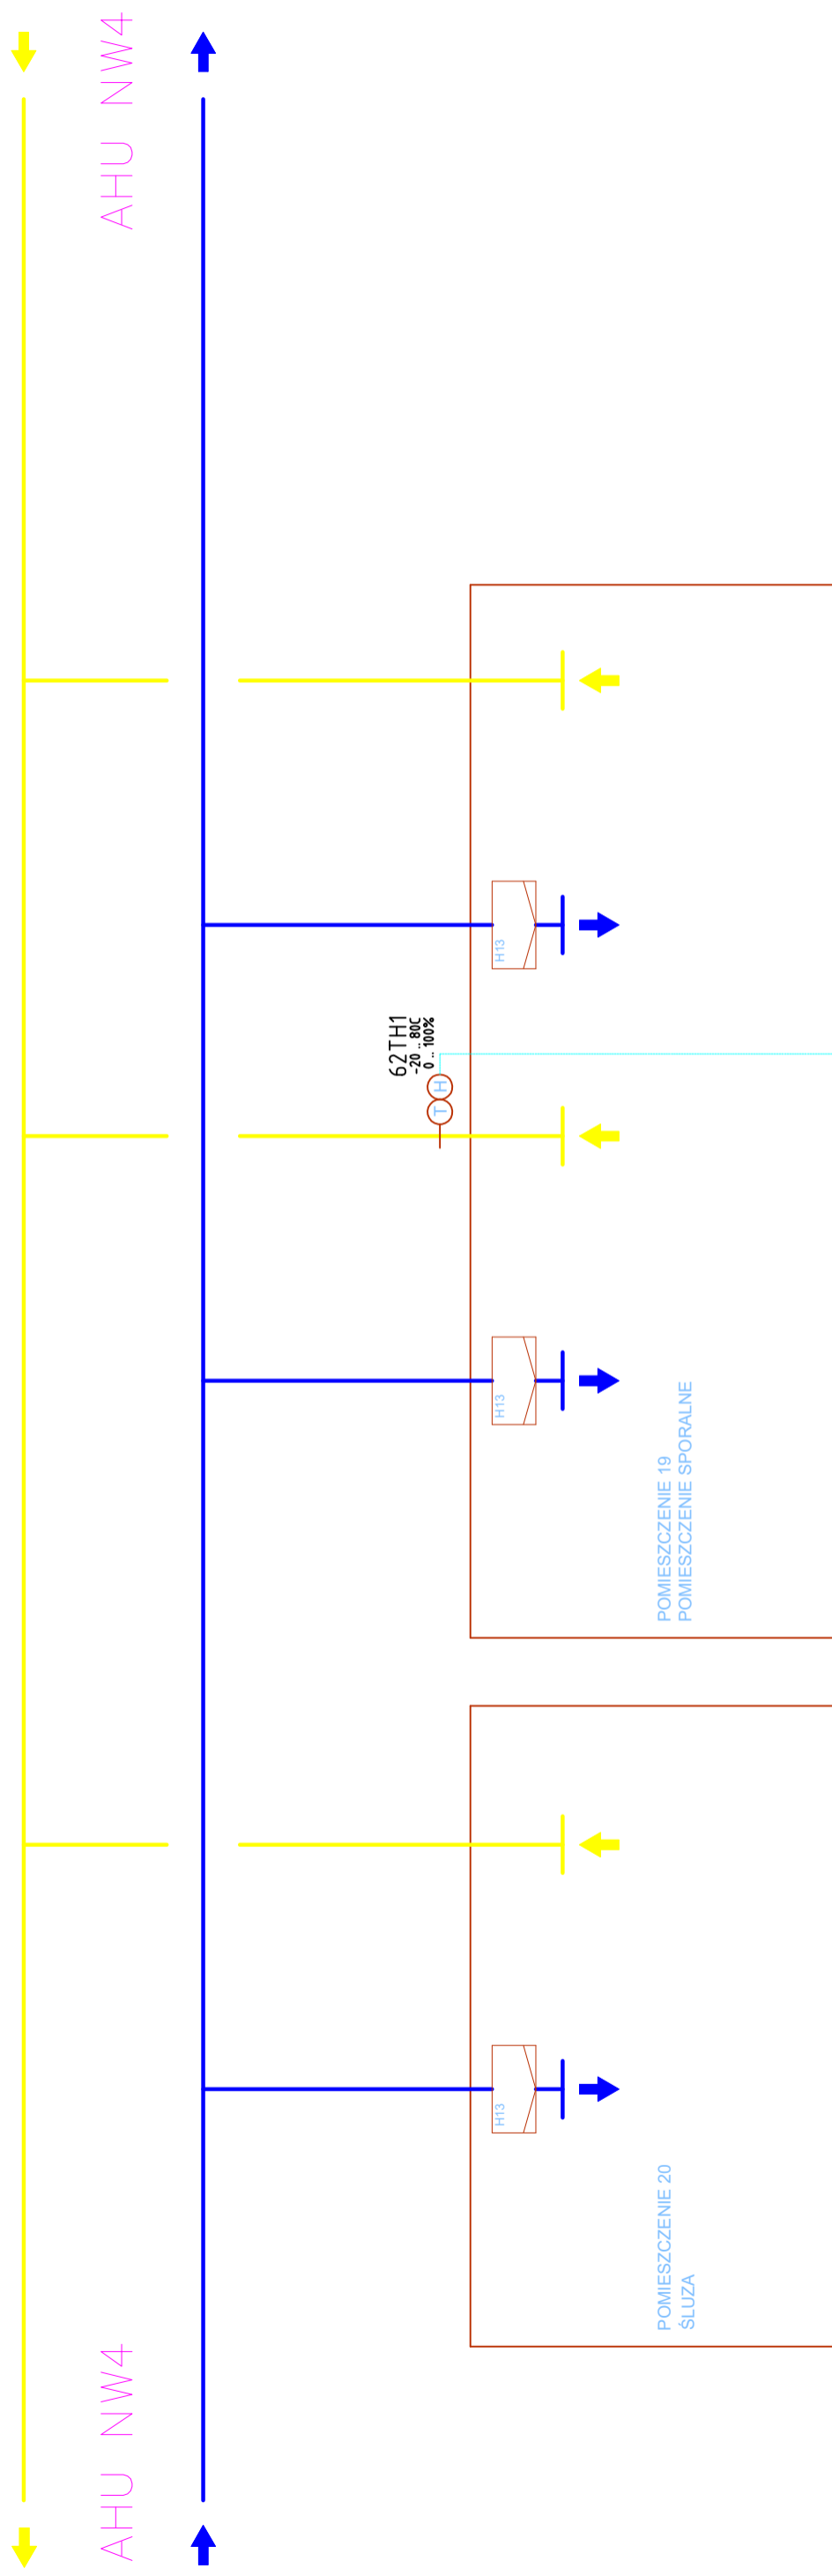 AHU NW4
AHU NW4
62TH1
-20 .. 80C
0 .. 100%
T H
H13
H13
H13
POMIESZCZENIE 20
ŚLUZA
POMIESZCZENIE 19
POMIESZCZENIE SPORALNE